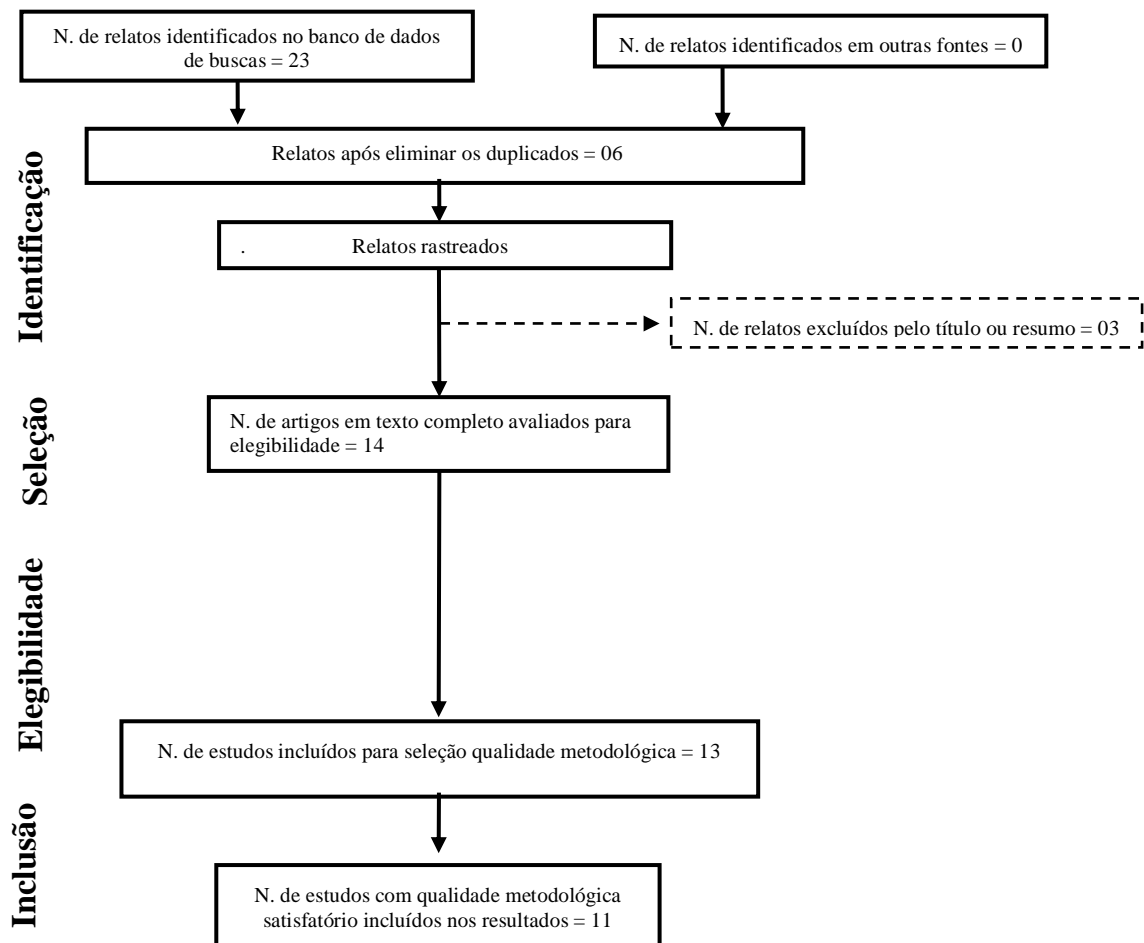 N. de relatos identificados no banco de dados
de buscas = 23
N. de relatos identificados em outras fontes = 0
Relatos após eliminar os duplicados = 06
Identificação
. Relatos rastreados
N. de relatos excluídos pelo título ou resumo = 03
Seleção
N. de artigos em texto completo avaliados para
elegibilidade = 14
Elegibilidade
N. de estudos incluídos para seleção qualidade metodológica = 13
Inclusão
N. de estudos com qualidade metodológica
satisfatório incluídos nos resultados = 11